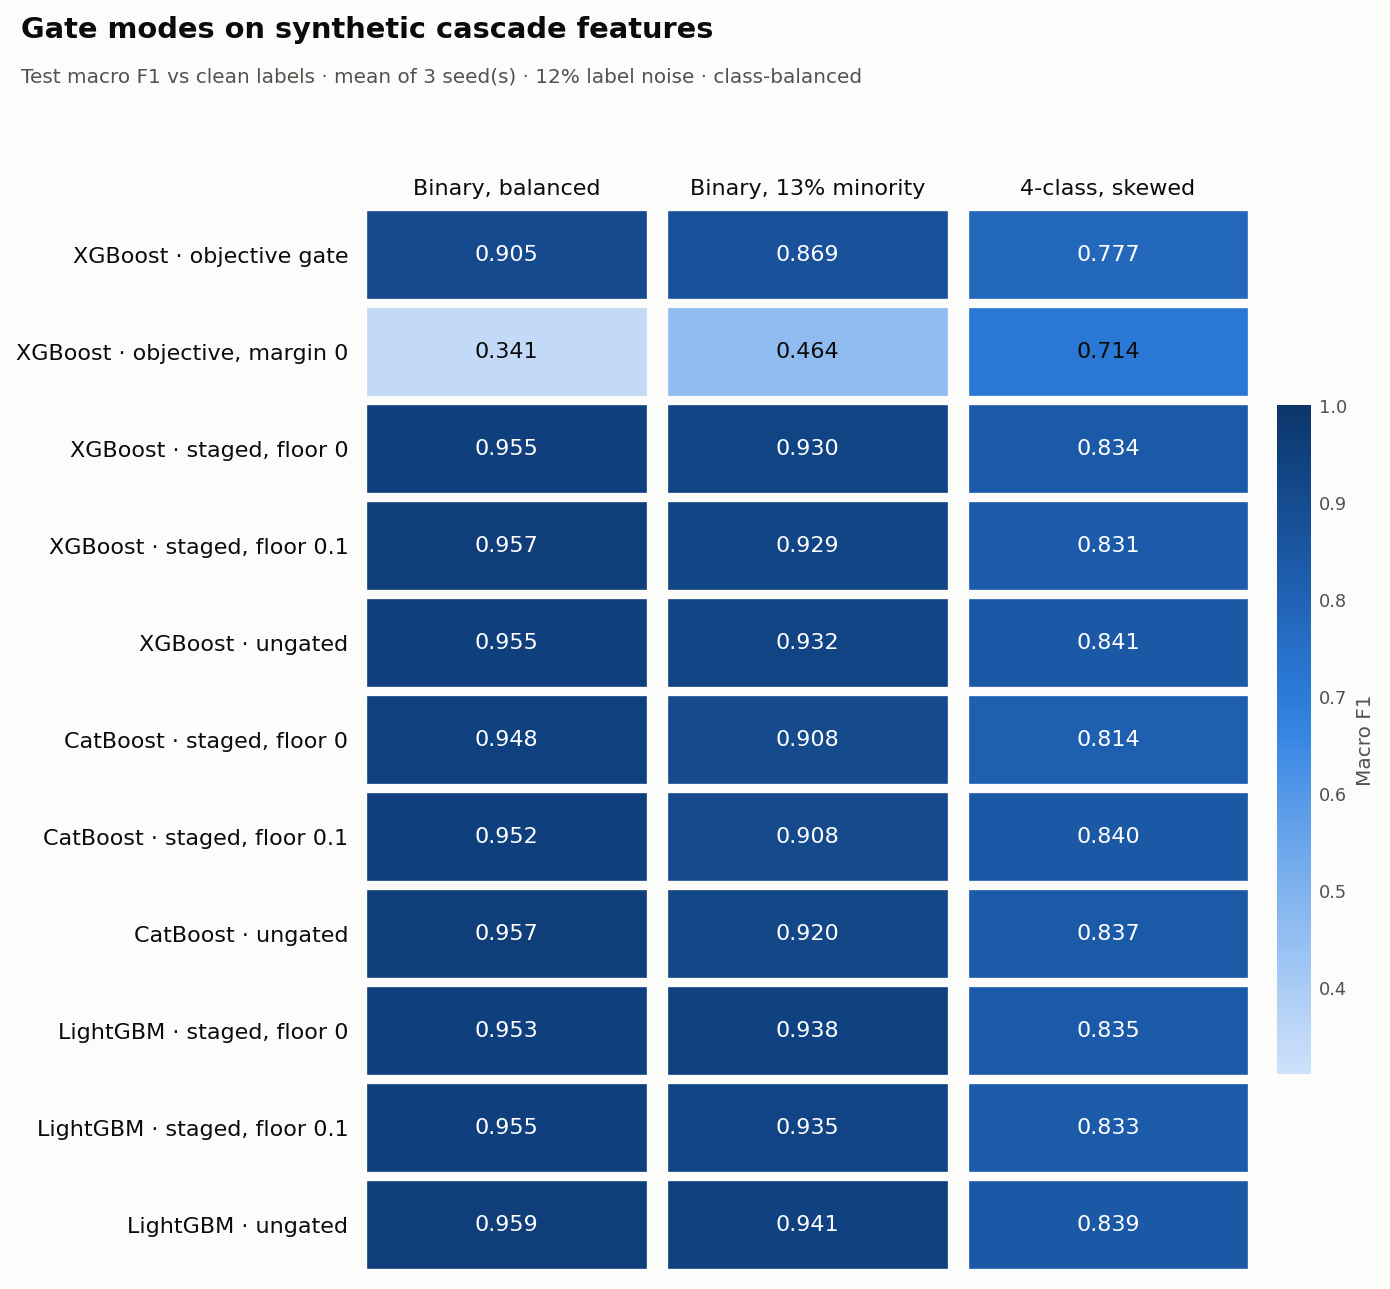 Gate modes on synthetic cascade features
Test macro F1 vs clean labels · mean of 3 seed(s) · 12% label noise · class-balanced
Binary, balanced
Binary, 13% minority
4-class, skewed
XGBoost · objective gate
0.905
0.869
0.777
XGBoost · objective, margin 0
0.341
0.464
0.714
XGBoost · staged, floor 0
0.955
0.930
0.834
XGBoost · staged, floor 0.1
0.957
0.929
0.831
XGBoost · ungated
0.955
0.932
0.841
CatBoost · staged, floor 0
0.948
0.908
0.814
CatBoost · staged, floor 0.1
0.952
0.908
0.840
CatBoost · ungated
0.957
0.920
0.837
LightGBM · staged, floor 0
0.953
0.938
0.835
LightGBM · staged, floor 0.1
0.955
0.935
0.833
LightGBM · ungated
0.959
0.941
0.839
1.0
0.9
0.8
0.7
0.6
0.5
0.4
Macro F1